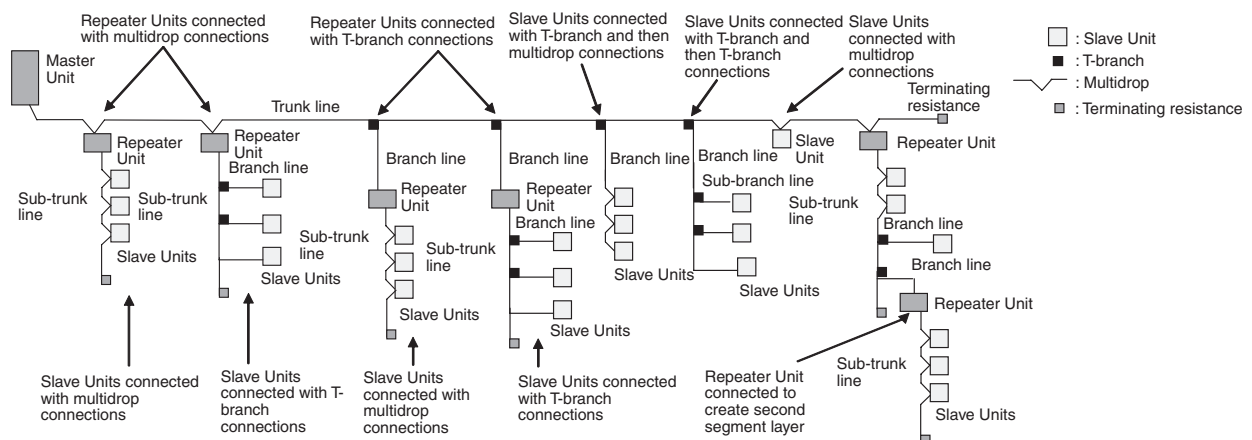 Repeater Units connected
with multidrop connections
Repeater Units connected
with T-branch connections
Slave Units connected
with T-branch and then
multidrop connections
Slave Units connected
with T-branch and
then T-branch
connections
Slave Units
connected with
multidrop
connections
: Slave Unit
: T-branch
: Multidrop
: Terminating resistance
Master
Unit
Trunk line
Terminating
resistance
Repeater
Unit
Repeater
Unit
Branch line
Branch line
Branch line
Branch line
Branch line
Slave
Unit
Repeater Unit
Sub-trunk
line
Sub-trunk
line
Repeater
Unit
Repeater
Unit
Sub-branch line
Sub-trunk
line
Branch line
Slave Units
Slave Units
Sub-trunk
line
Sub-trunk
line
Slave Units
Slave Units
Branch line
Slave Units
Slave Units
Repeater Unit
Sub-trunk
line
Slave Units
Slave Units connected
with multidrop
connections
Slave Units
connected with T-
branch
connections
Slave Units
connected with
multidrop
connections
Slave Units connected
with T-branch
connections
Repeater Unit
connected to
create second
segment layer